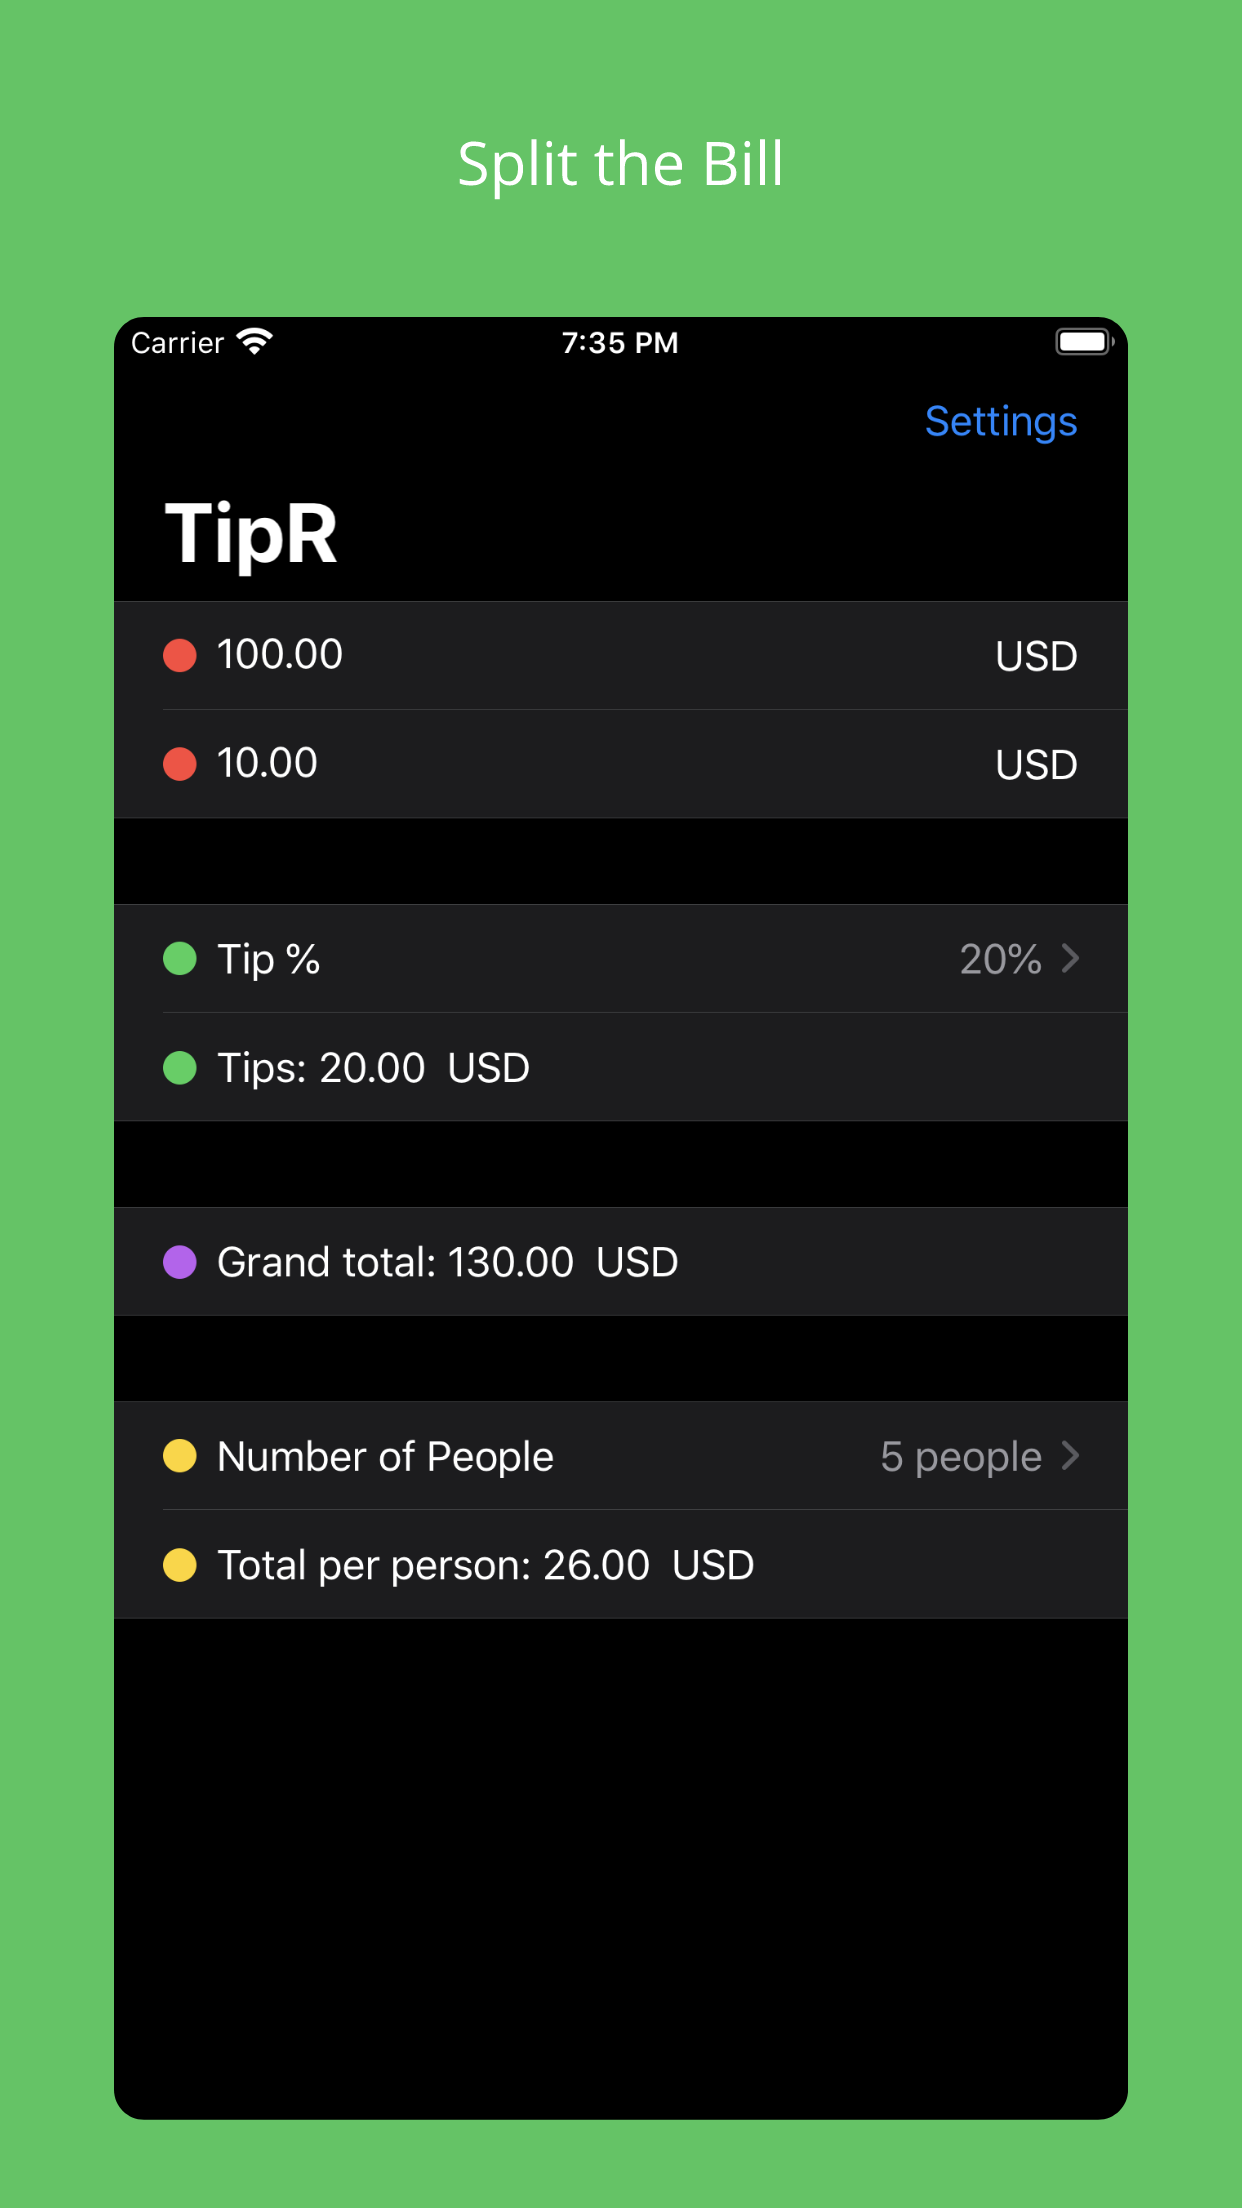 Split the Bill
Carrier 7:35 PM
Settings
TipR
100.00 USD
10.00 USD
Tip % 20%
Tips: 20.00 USD
Grand total: 130.00 USD
Number of People 5 people
Total per person: 26.00 USD